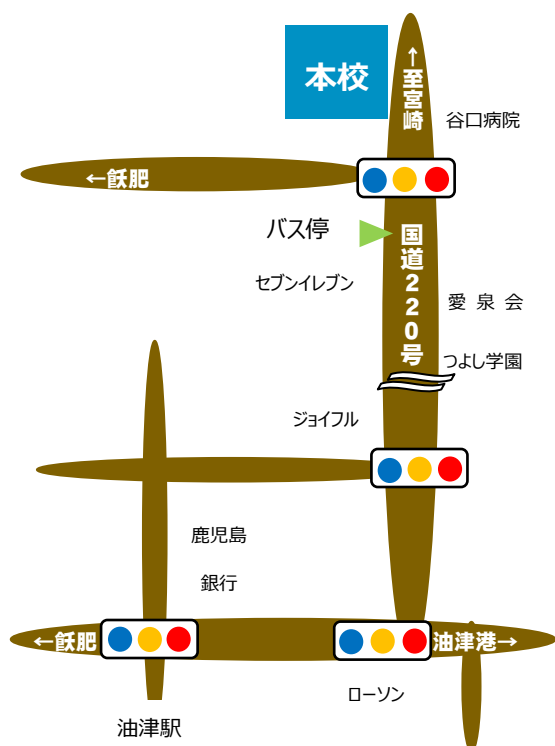 本校
↑至宮崎
谷口病院
←飫肥
バス停
国道220号
セブンイレブン
愛泉会
つよし学園
ジョイフル
鹿児島
銀行
←飫肥
油津港→
ローソン
油津駅